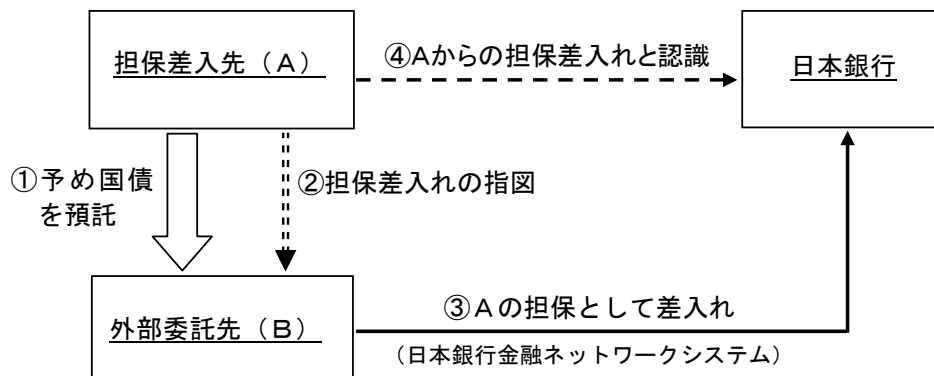 担保差入先（A）
④Aからの担保差入れと認識
日本銀行
①予め国債
を預託
②担保差入れの指図
外部委託先（B）
③Aの担保として差入れ
（日本銀行金融ネットワークシステム）